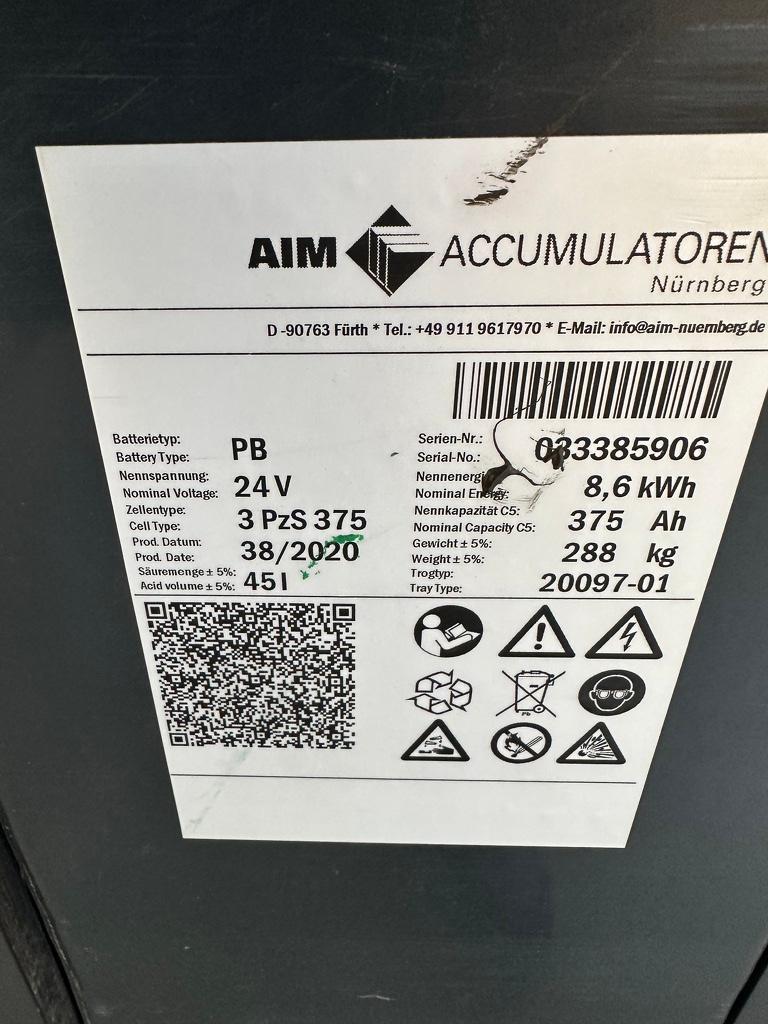 AIM ACCUMULATOREN
Nürnberg
D-90763 Fürth * Tel.: +49 911 9617970 * E-Mail: info@aim-nuernberg.de
Batterietyp:
Battery Type: PB
Serien-Nr.:
Serial-No.: 033385906
Nennspannung:
Nominal Voltage: 24 V
Nennenergie
Nominal Energy: 8,6 kWh
Zellentype:
Cell Type: 3 PzS 375
Nennkapazität C5:
Nominal Capacity C5: 375 Ah
Prod. Datum:
Prod. Date: 38/2020
Gewicht ± 5%:
Weight ± 5%: 288 kg
Säuremenge ± 5%:
Acid volume ± 5%: 45 l
Trogtyp:
Tray Type: 20097-01
Pb